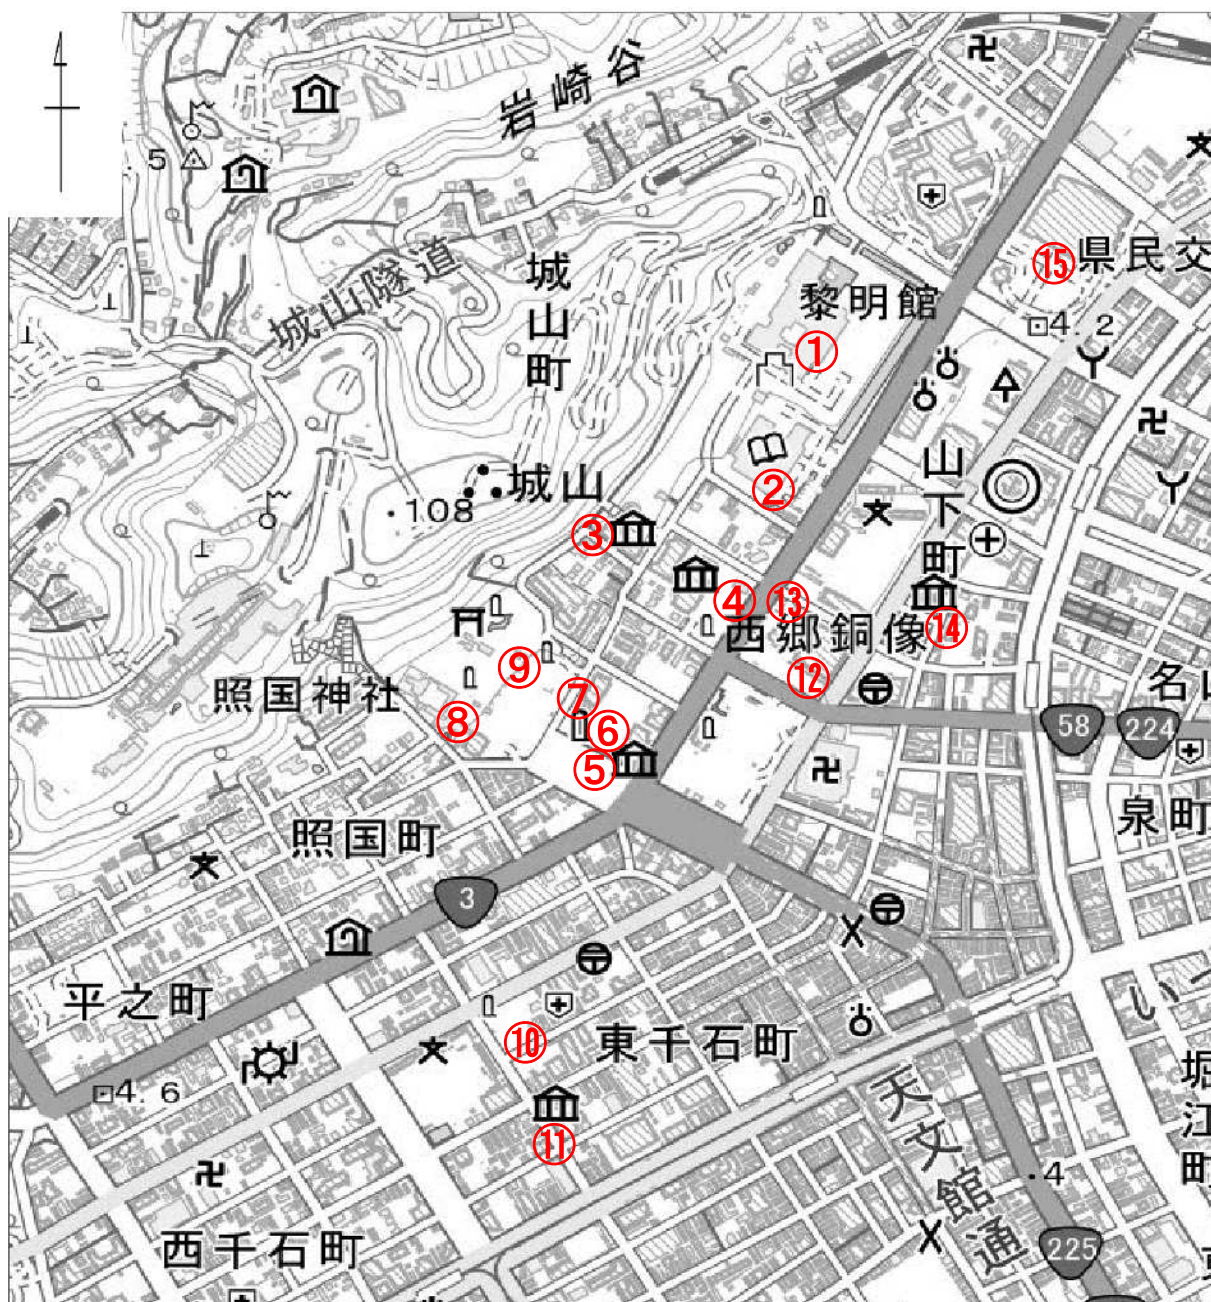 岩崎谷
5
城山隧道
城山町
黎明館
①
⑮
県民交
4.2
城山
108
②
③
山下町
④
⑬
西郷銅像
⑭
⑨
⑫
⑦
照国神社
⑧
⑥
⑤
名山
58
224
照国町
泉町
3
平之町
⑩
東千石町
4.6
⑪
天文館通
いづ
堀江町
4
西千石町
225